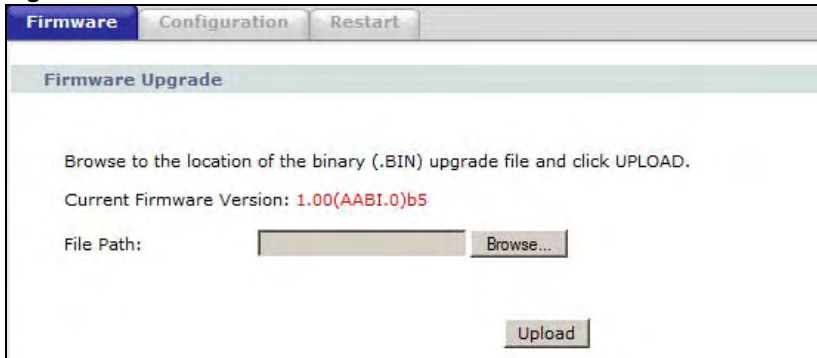 Firmware Configuration Restart
Firmware Upgrade
Browse to the location of the binary (.BIN) upgrade file and click UPLOAD.
Current Firmware Version: 1.00(AABI.0)b5
File Path: Browse...
Upload